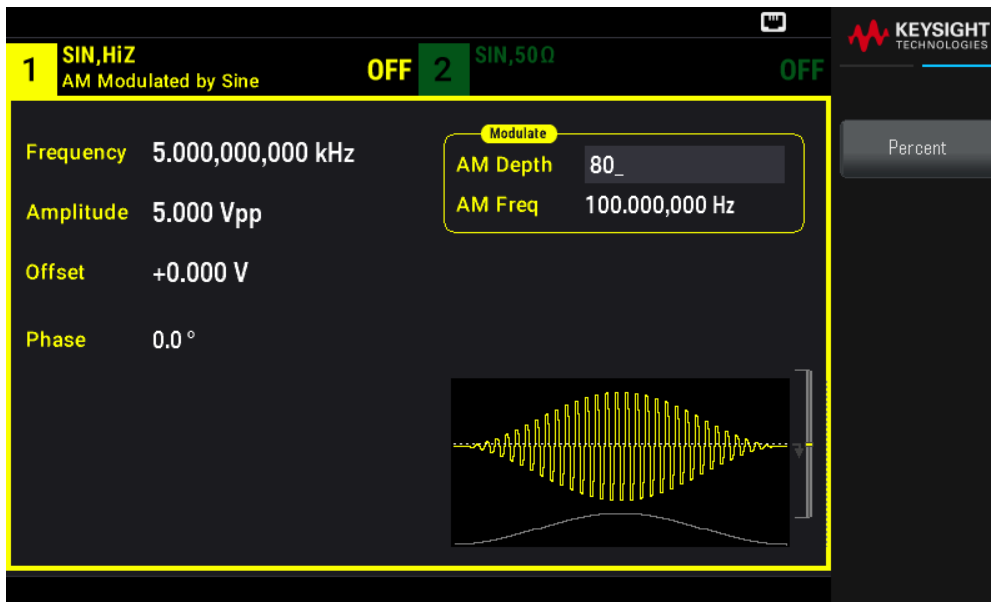 KEYSIGHT
TECHNOLOGIES
1 SIN,HiZ
AM Modulated by Sine
OFF
2 SIN,50Ω
OFF
Frequency 5.000,000,000 kHz
Amplitude 5.000 Vpp
Offset +0.000 V
Phase 0.0 °
Modulate
AM Depth 80_
AM Freq 100.000,000 Hz
Percent